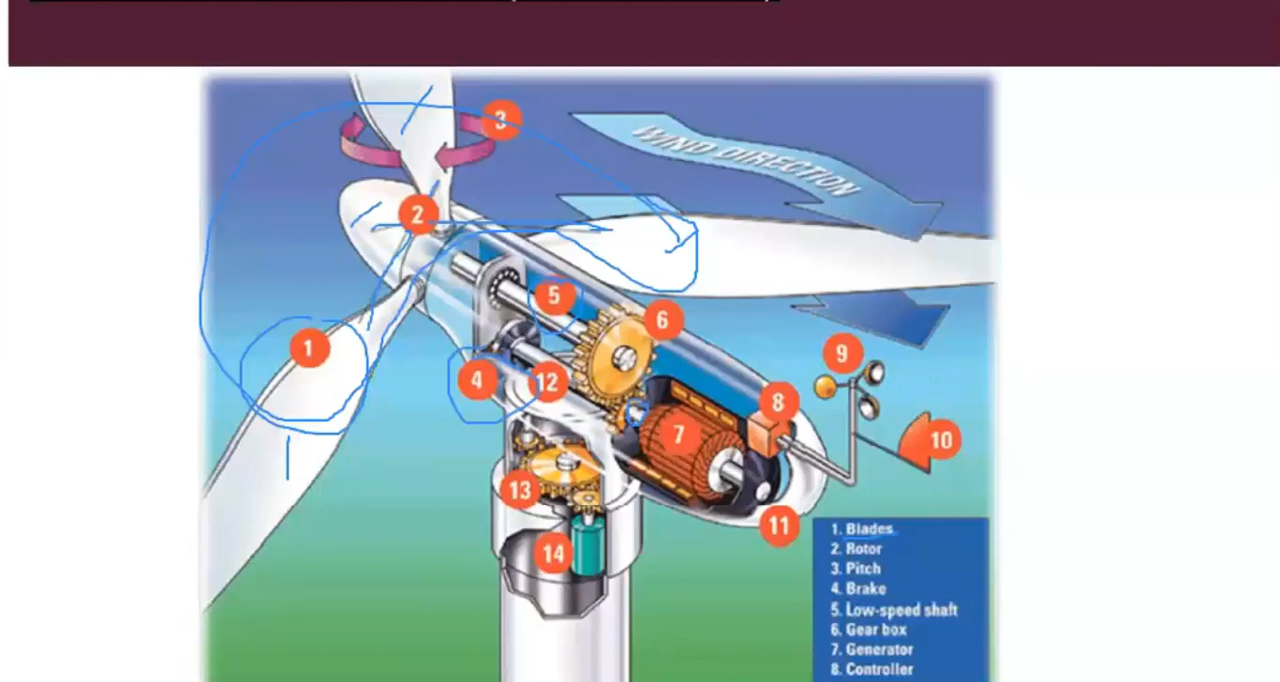 3
WIND DIRECTION
2
5
1
6
9
4
12
8
7
10
13
11
14
1. Blades
2. Rotor
3. Pitch
4. Brake
5. Low-speed shaft
6. Gear box
7. Generator
8. Controller